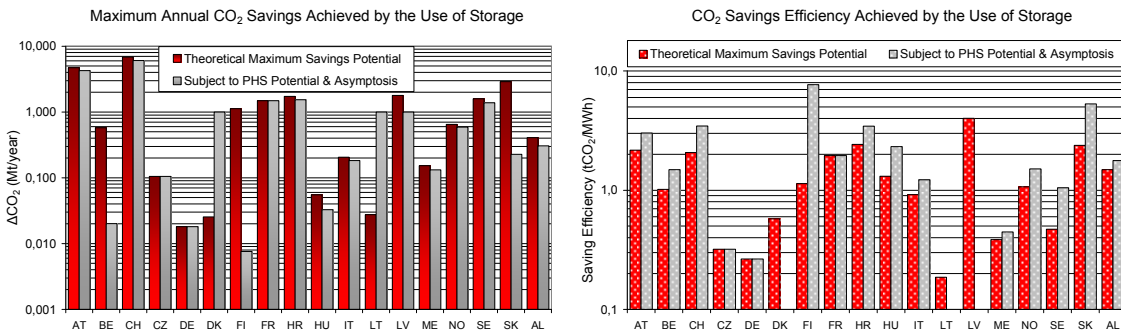 Maximum Annual CO₂ Savings Achieved by the Use of Storage
10,000
1,000
0,100
0,010
0,001
ΔCO₂ (Mt/year)
Theoretical Maximum Savings Potential
Subject to PHS Potential & Asymptosis
AT BE CH CZ DE DK FI FR HR HU IT LT LV ME NO SE SK AL
CO₂ Savings Efficiency Achieved by the Use of Storage
Theoretical Maximum Savings Potential
Subject to PHS Potential & Asymptosis
10,0
1,0
0,1
Saving Efficiency (tCO₂/MWh)
AT BE CH CZ DE DK FI FR HR HU IT LT LV ME NO SE SK AL